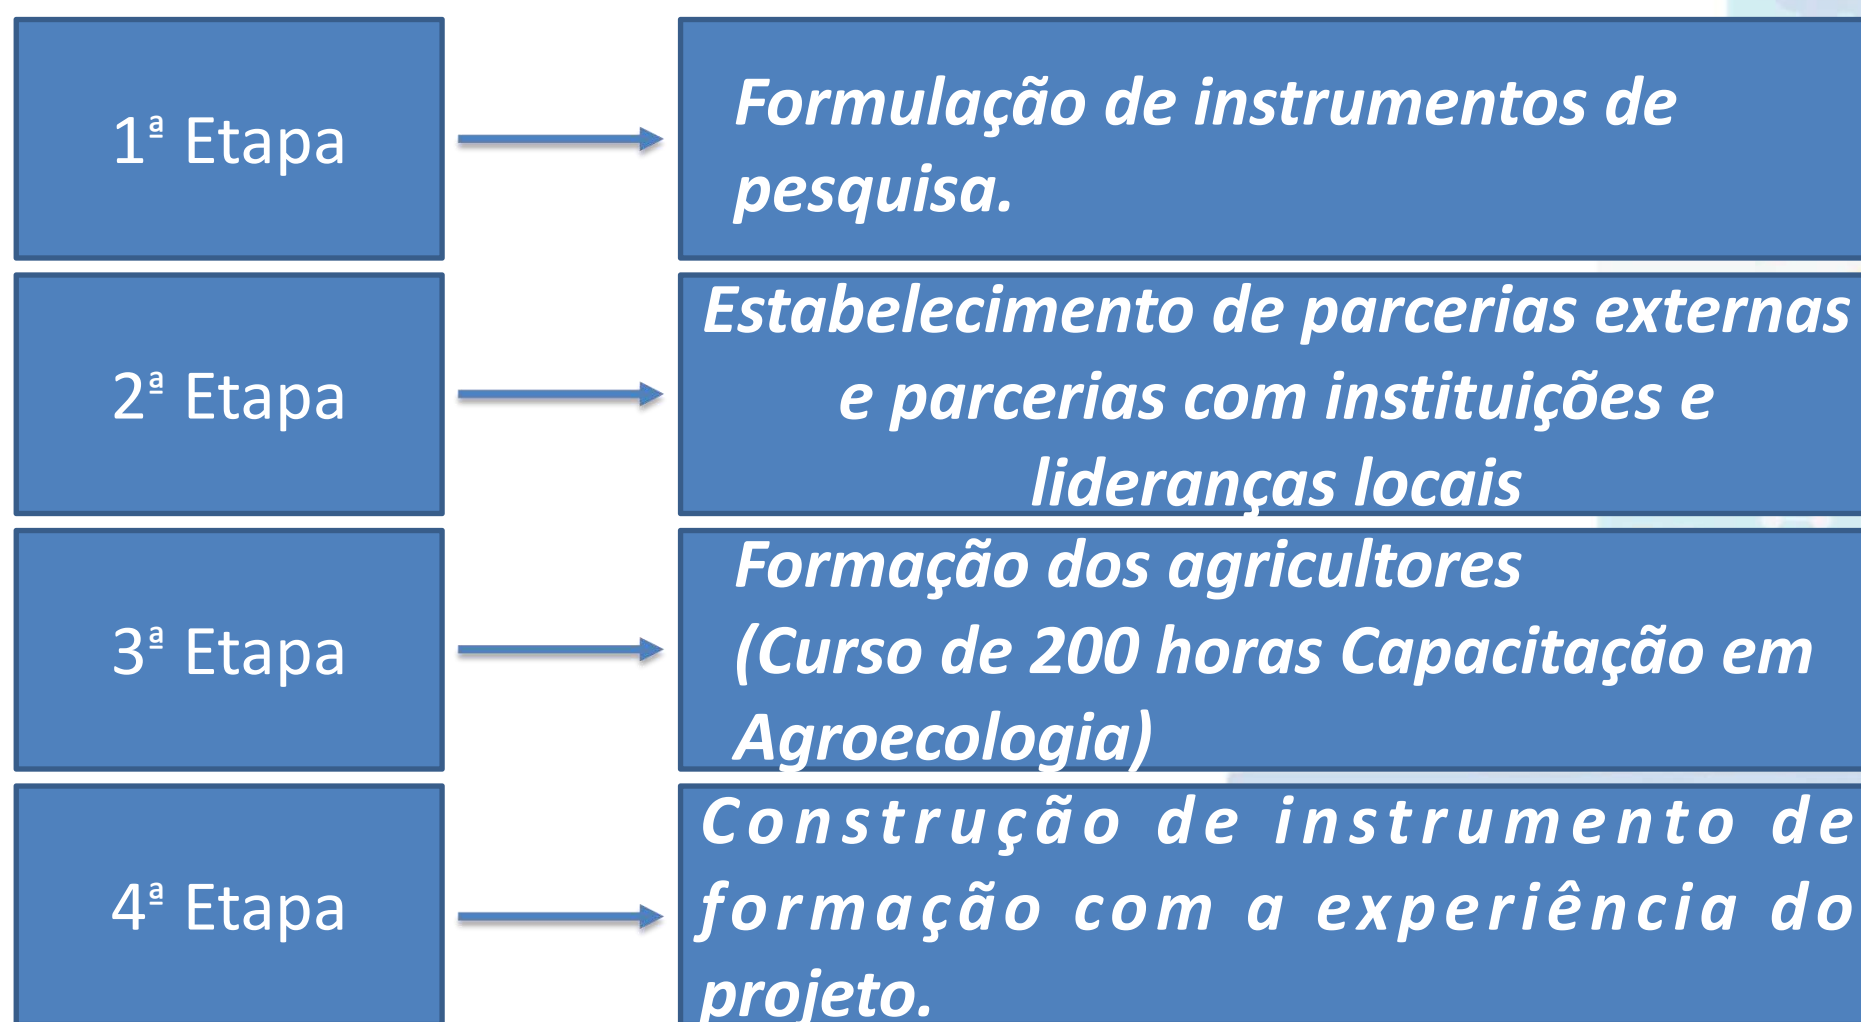 1ª Etapa
Formulação de instrumentos de
pesquisa.
2ª Etapa
Estabelecimento de parcerias externas
e parcerias com instituições e
lideranças locais
3ª Etapa
Formação dos agricultores
(Curso de 200 horas Capacitação em
Agroecologia)
4ª Etapa
Construção de instrumento de
formação com a experiência do
projeto.